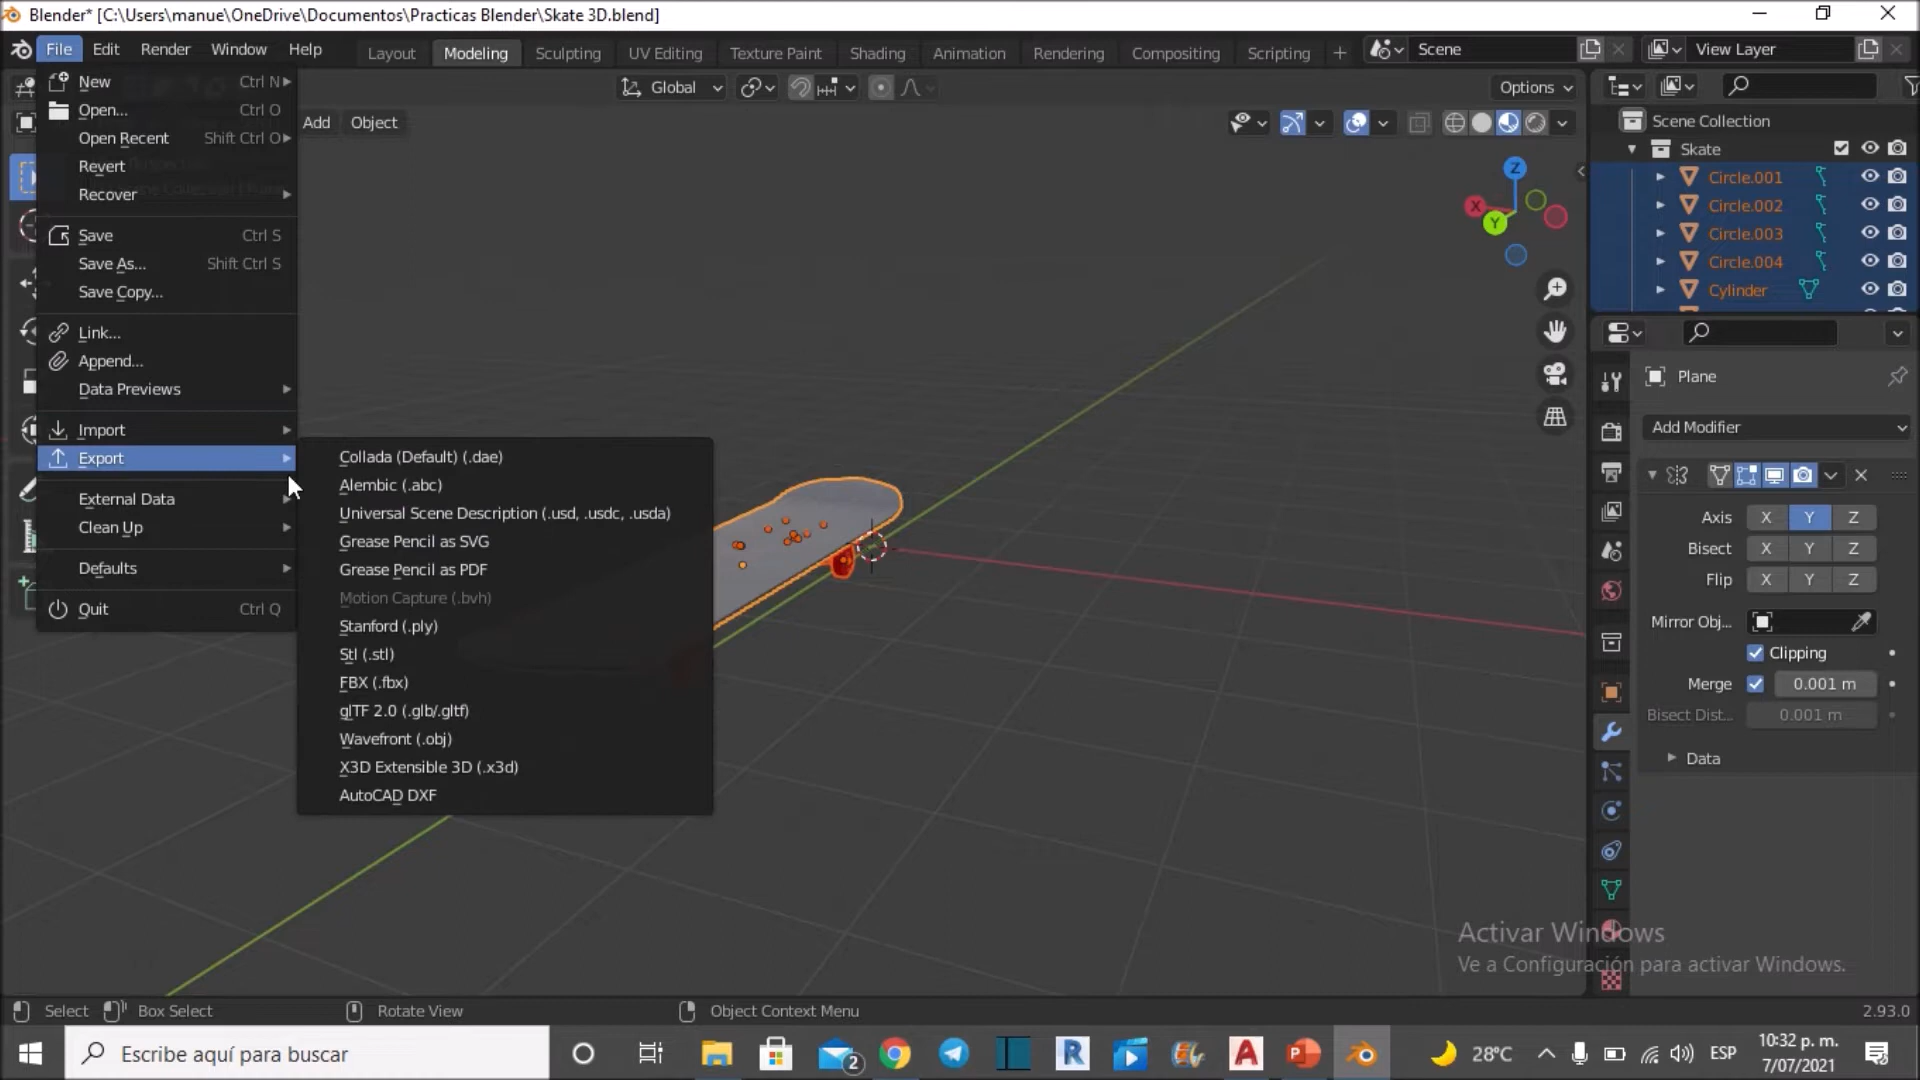 Blender* [C:\Users\manue\OneDrive\Documentos\Practicas Blender\Skate 3D.blend]
File Edit Render Window Help Layout Modeling Sculpting UV Editing Texture Paint Shading Animation Rendering Compositing Scripting + Scene View Layer
New Ctrl N
Open... Ctrl O
Open Recent Shift Ctrl O
Revert
Recover
Save Ctrl S
Save As... Shift Ctrl S
Save Copy...
Link...
Append...
Data Previews
Import
Export
External Data
Clean Up
Defaults
Quit Ctrl Q
Collada (Default) (.dae)
Alembic (.abc)
Universal Scene Description (.usd, .usdc, .usda)
Grease Pencil as SVG
Grease Pencil as PDF
Motion Capture (.bvh)
Stanford (.ply)
Stl (.stl)
FBX (.fbx)
glTF 2.0 (.glb/.gltf)
Wavefront (.obj)
X3D Extensible 3D (.x3d)
AutoCAD DXF
Global
Options
Add Object
Z
X
Y
Scene Collection
Skate
Circle.001
Circle.002
Circle.003
Circle.004
Cylinder
Plane
Add Modifier
Axis X Y Z
Bisect X Y Z
Flip X Y Z
Mirror Obj...
Clipping
Merge 0.001 m
Bisect Dist... 0.001 m
Data
Activar Windows
Ve a Configuración para activar Windows.
Select Box Select Rotate View Object Context Menu 2.93.0
Escribe aquí para buscar
2
R
A
P
28°C
ESP
10:32 p. m.
7/07/2021